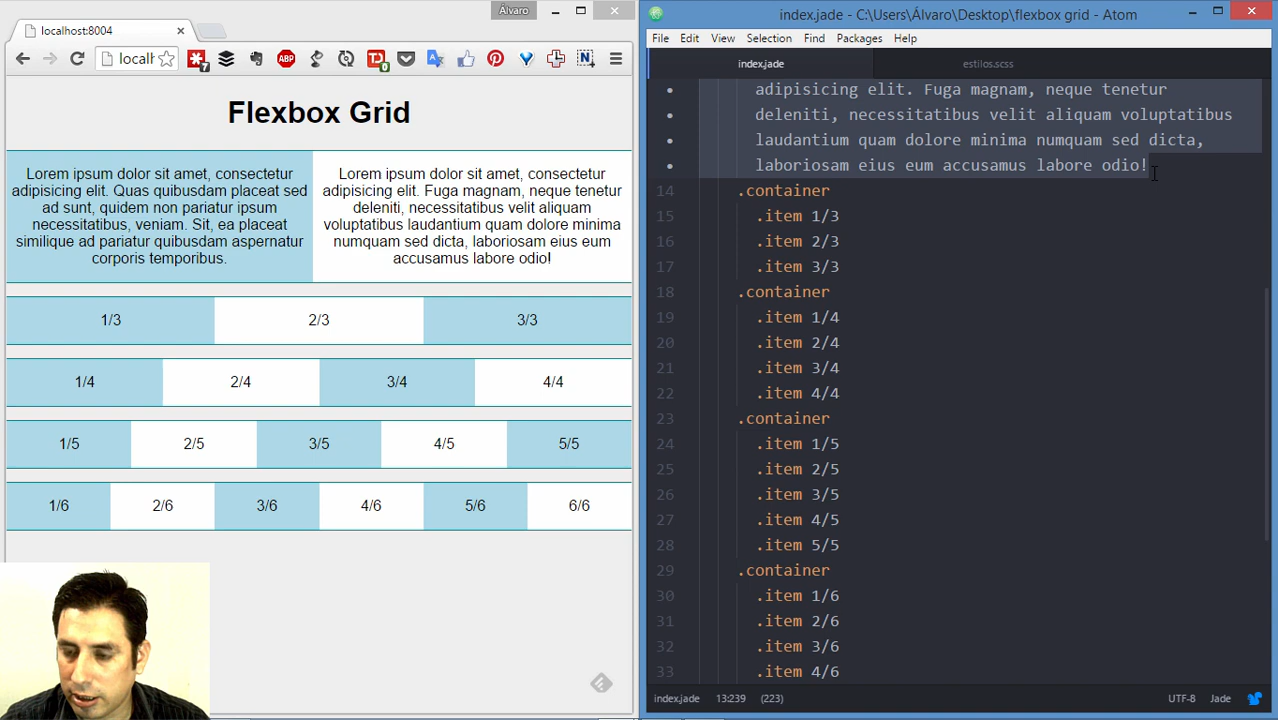 Álvaro
localhost:8004
localh
7
ABP
TD
0
N
Flexbox Grid
Lorem ipsum dolor sit amet, consectetur
adipisicing elit. Quas quibusdam placeat sed
ad sunt, quidem non pariatur ipsum
necessitatibus, veniam. Sit, ea placeat
similique ad pariatur quibusdam aspernatur
corporis temporibus.
Lorem ipsum dolor sit amet, consectetur
adipisicing elit. Fuga magnam, neque tenetur
deleniti, necessitatibus velit aliquam
voluptatibus laudantium quam dolore minima
numquam sed dicta, laboriosam eius eum
accusamus labore odio!
1/3 2/3 3/3
1/4 2/4 3/4 4/4
1/5 2/5 3/5 4/5 5/5
1/6 2/6 3/6 4/6 5/6 6/6
index.jade - C:\Users\Álvaro\Desktop\flexbox grid - Atom
File Edit View Selection Find Packages Help
index.jade estilos.scss
adipisicing elit. Fuga magnam, neque tenetur
deleniti, necessitatibus velit aliquam voluptatibus
laudantium quam dolore minima numquam sed dicta,
laboriosam eius eum accusamus labore odio!
14 .container
15 .item 1/3
16 .item 2/3
17 .item 3/3
18 .container
19 .item 1/4
20 .item 2/4
21 .item 3/4
22 .item 4/4
23 .container
24 .item 1/5
25 .item 2/5
26 .item 3/5
27 .item 4/5
28 .item 5/5
29 .container
30 .item 1/6
31 .item 2/6
32 .item 3/6
33 .item 4/6
index.jade 13:239 (223) UTF-8 Jade